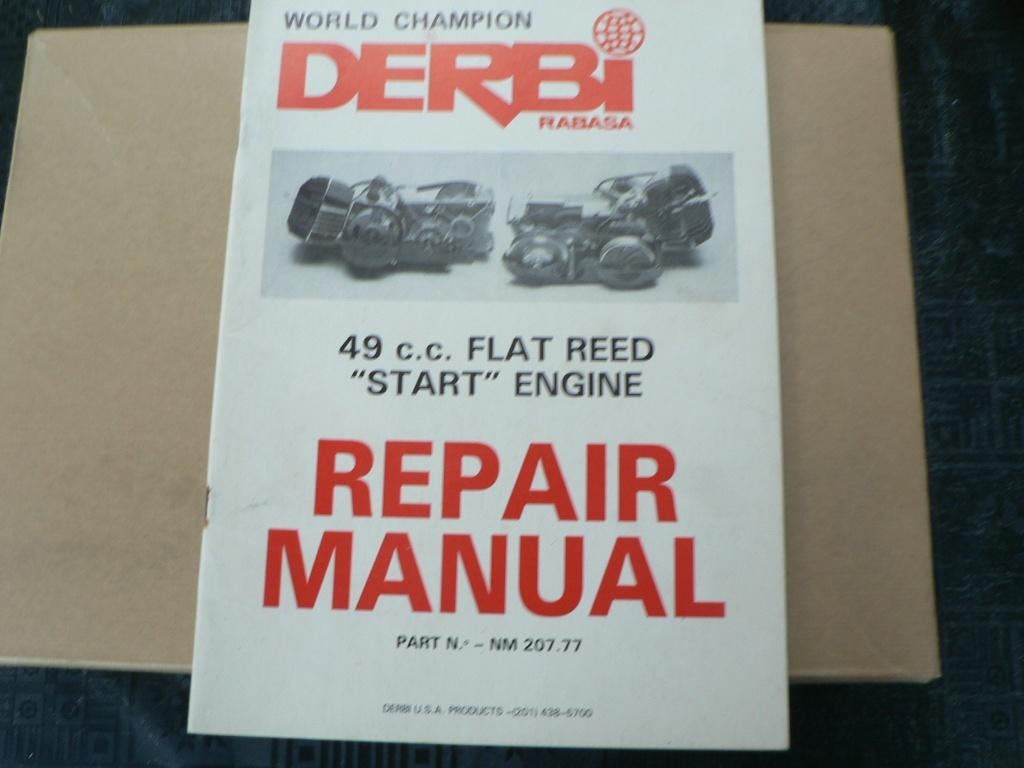 WORLD CHAMPION
DERBi
RABASA
49 c.c. FLAT REED
"START" ENGINE
REPAIR
MANUAL
PART N.º - NM 207.77
DERBI U.S.A. PRODUCTS -(201) 438-5700